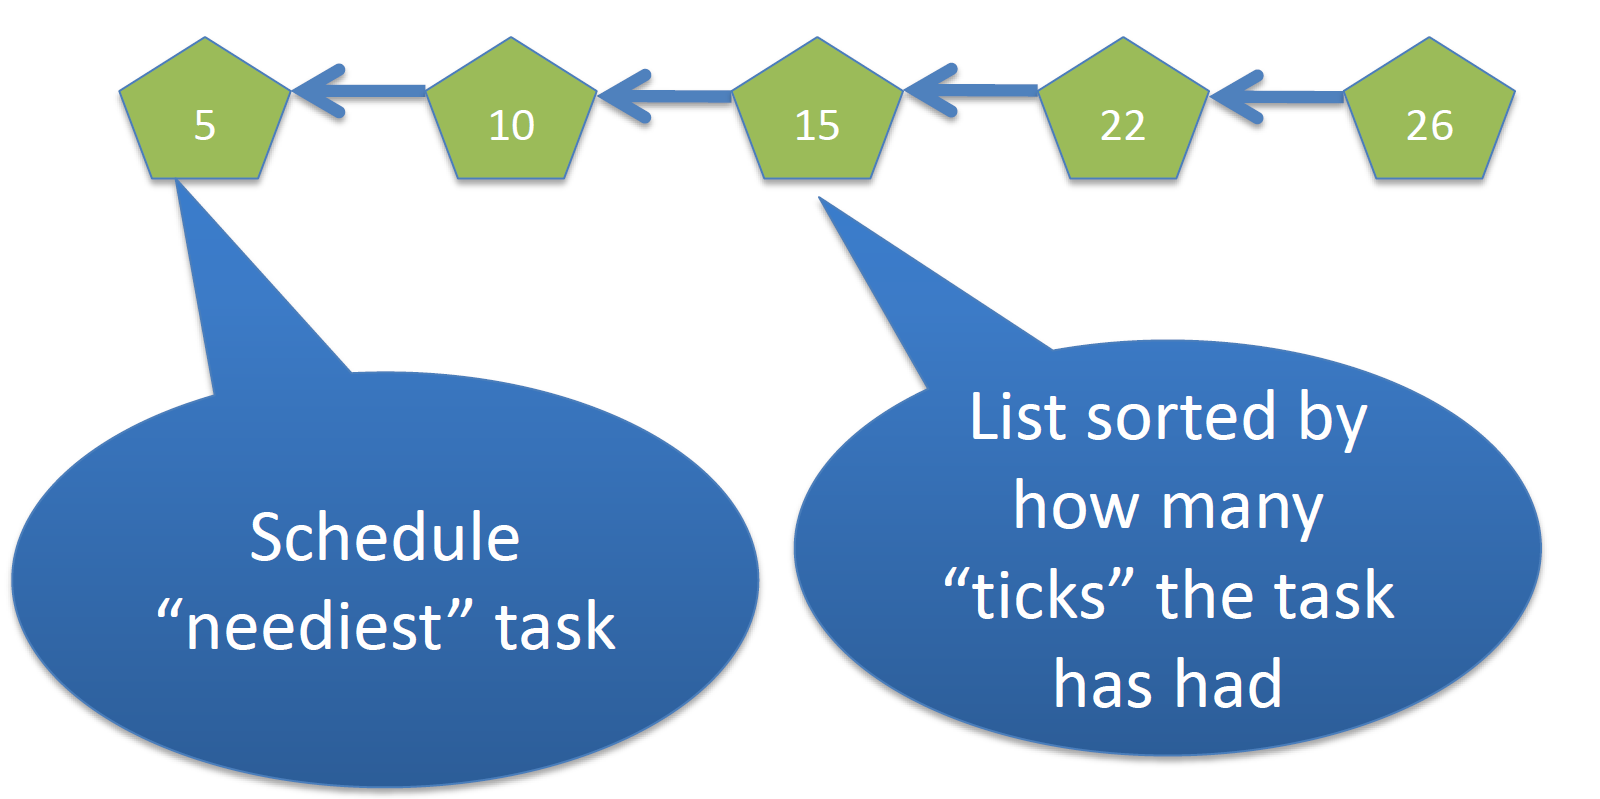 5 10 15 22 26
Schedule
“neediest” task
List sorted by
how many
“ticks” the task
has had